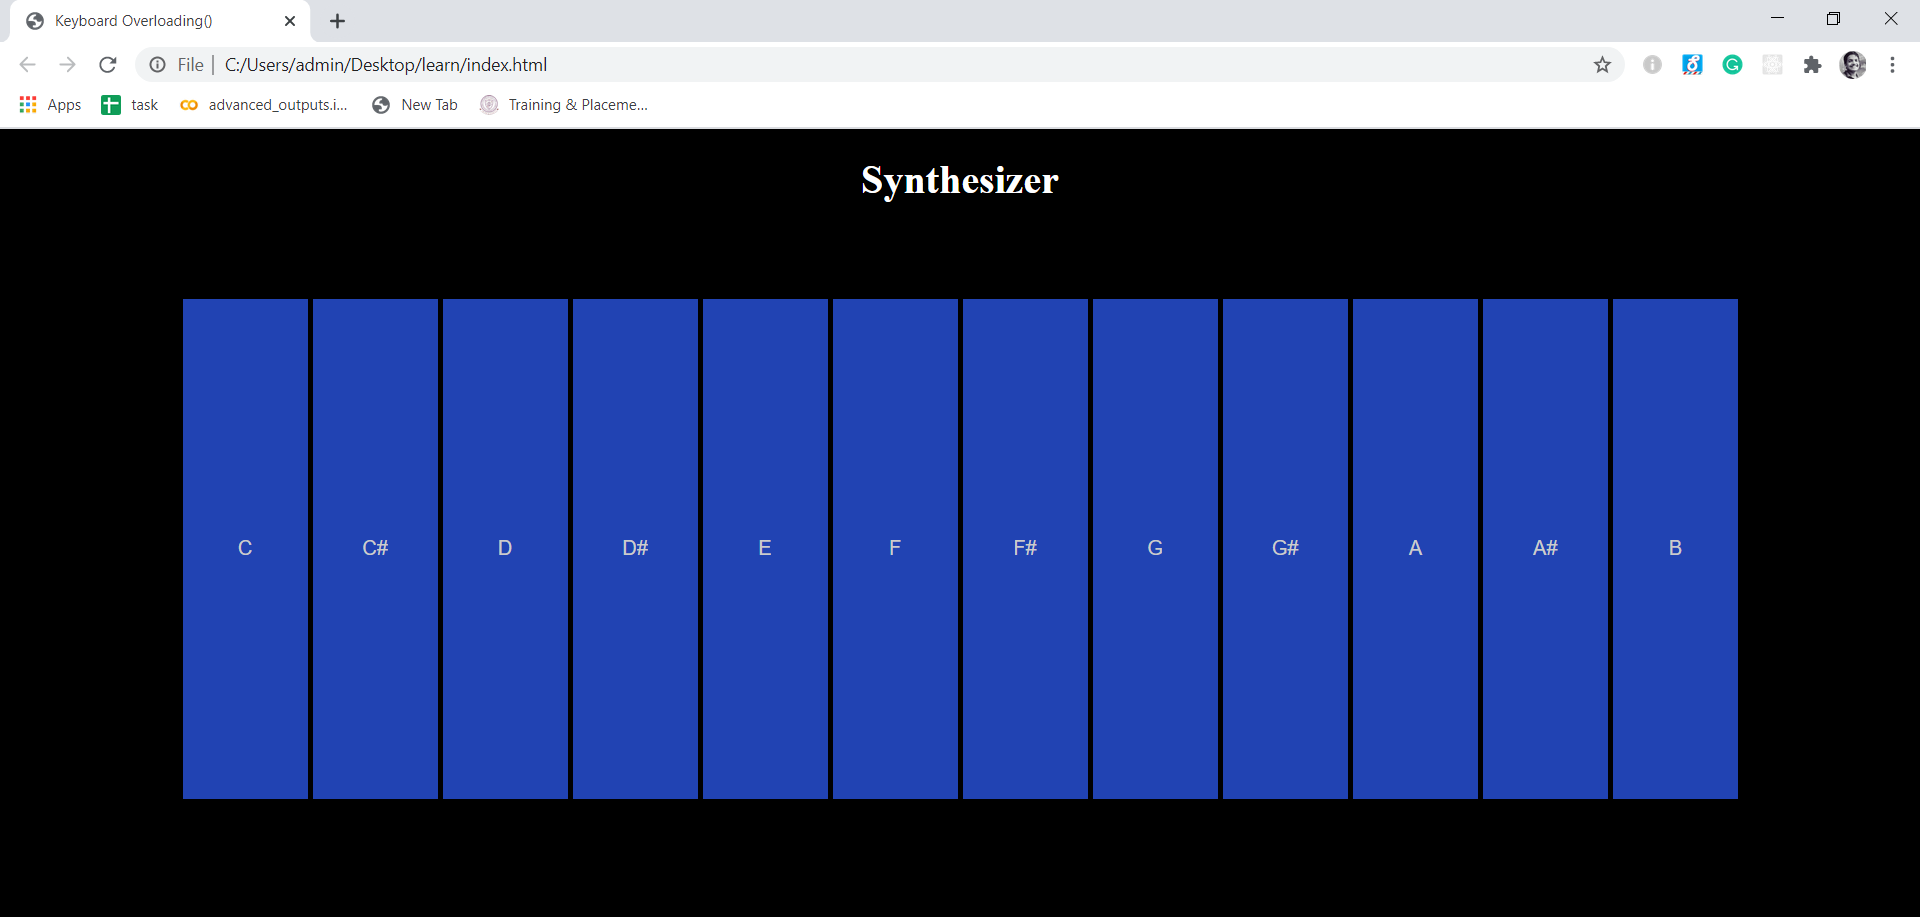 Keyboard Overloading()
File | C:/Users/admin/Desktop/learn/index.html
Apps task advanced_outputs.i... New Tab Training & Placeme...
Synthesizer
C C# D D# E F F# G G# A A# B